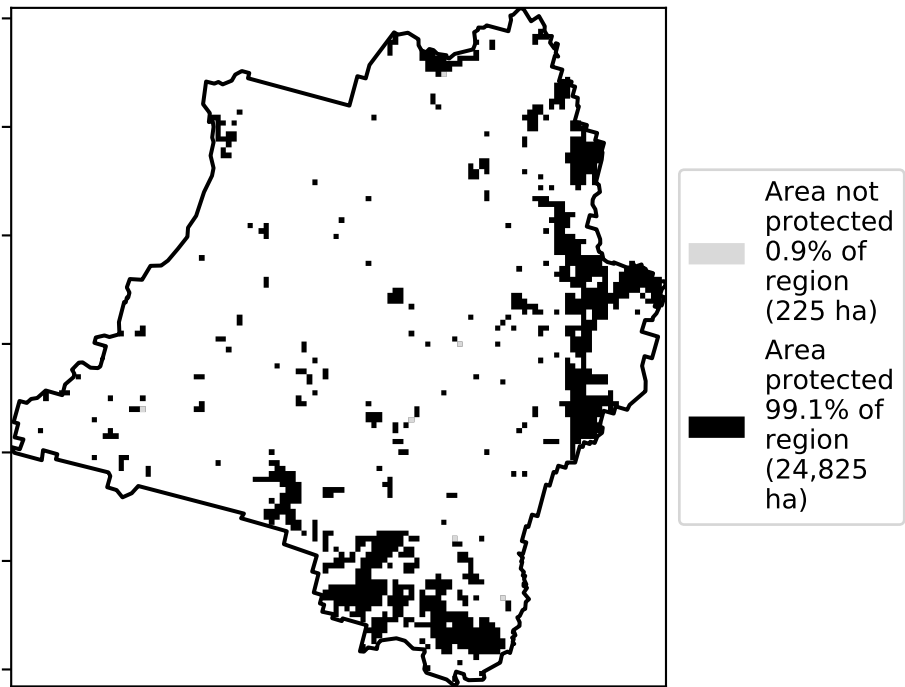 Area not
protected
0.9% of
region
(225 ha)
Area
protected
99.1% of
region
(24,825
ha)